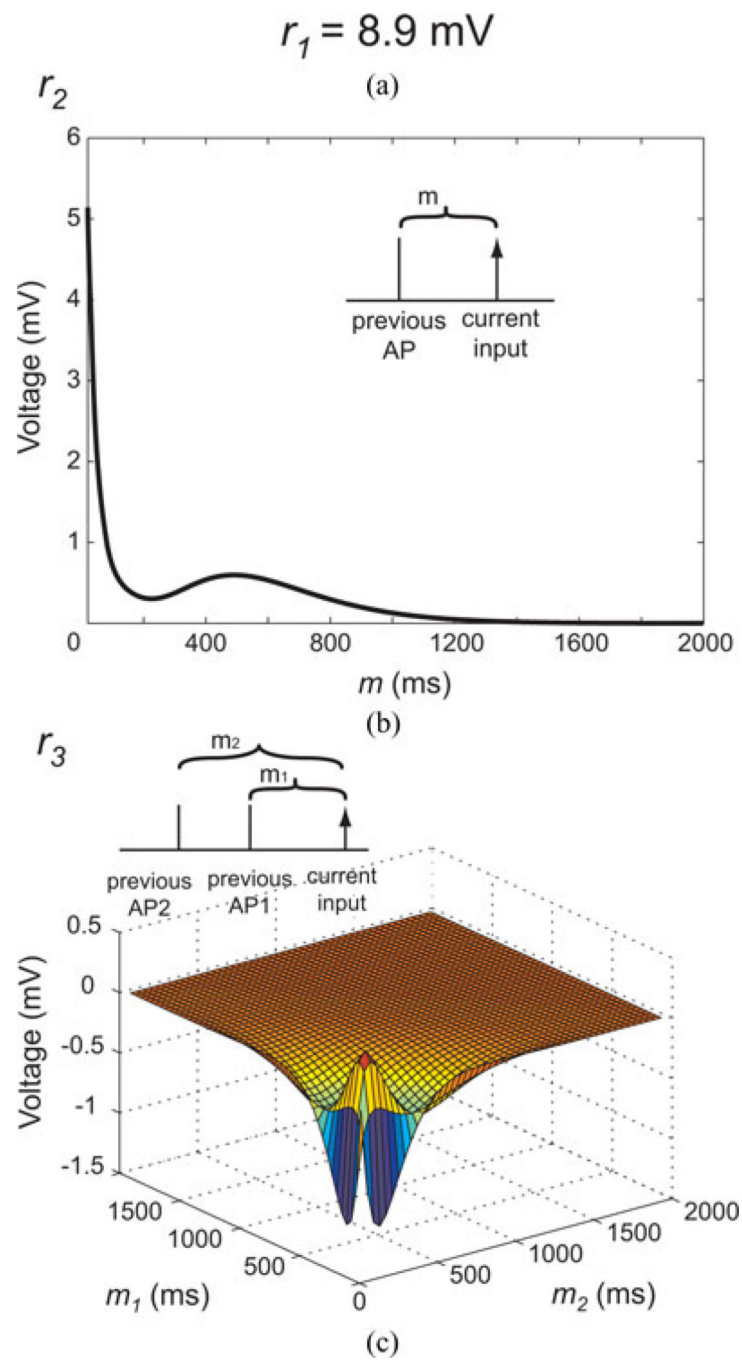 r1 = 8.9 mV
(a)
r2
6
5
4
3
2
1
0
Voltage (mV)
m
previous AP
current input
0 400 800 1200 1600 2000
m (ms)
(b)
r3
m2
m1
previous AP2
previous AP1
current input
0.5
0
-0.5
-1
-1.5
Voltage (mV)
1500
1000
500
0
500
1000
1500
2000
m1 (ms)
m2 (ms)
(c)